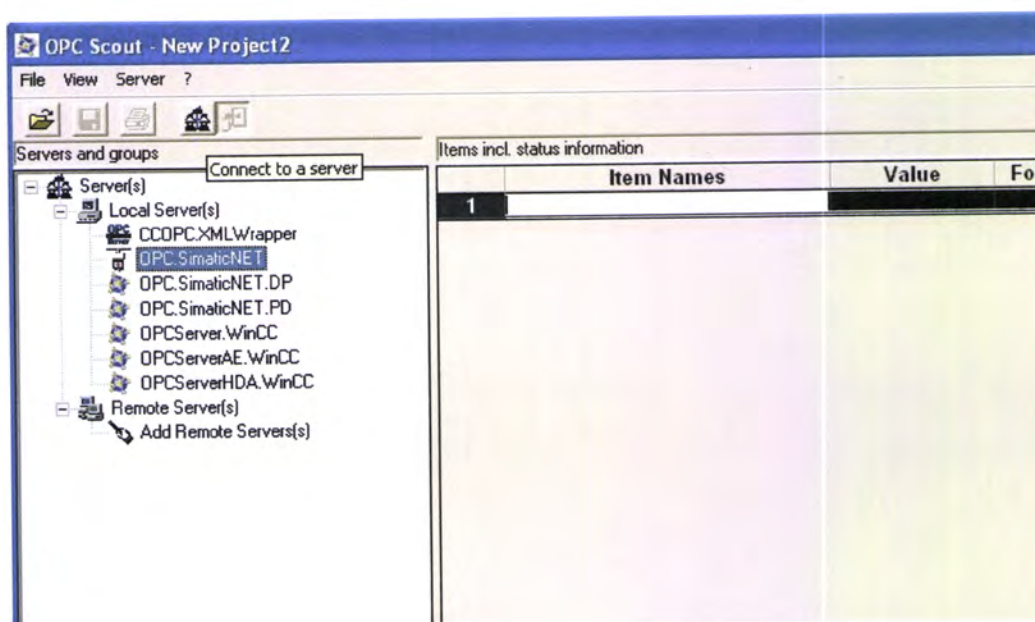 OPC Scout - New Project2
File View Server ?
Servers and groups
Connect to a server
Items incl. status information
Item Names Value Fo
1
Server(s)
Local Server(s)
OPC
CCOPC.XMLWrapper
OPC.SimaticNET
OPC.SimaticNET.DP
OPC.SimaticNET.PD
OPCServer.WinCC
OPCServerAE.WinCC
OPCServerHDA.WinCC
Remote Server(s)
Add Remote Servers(s)